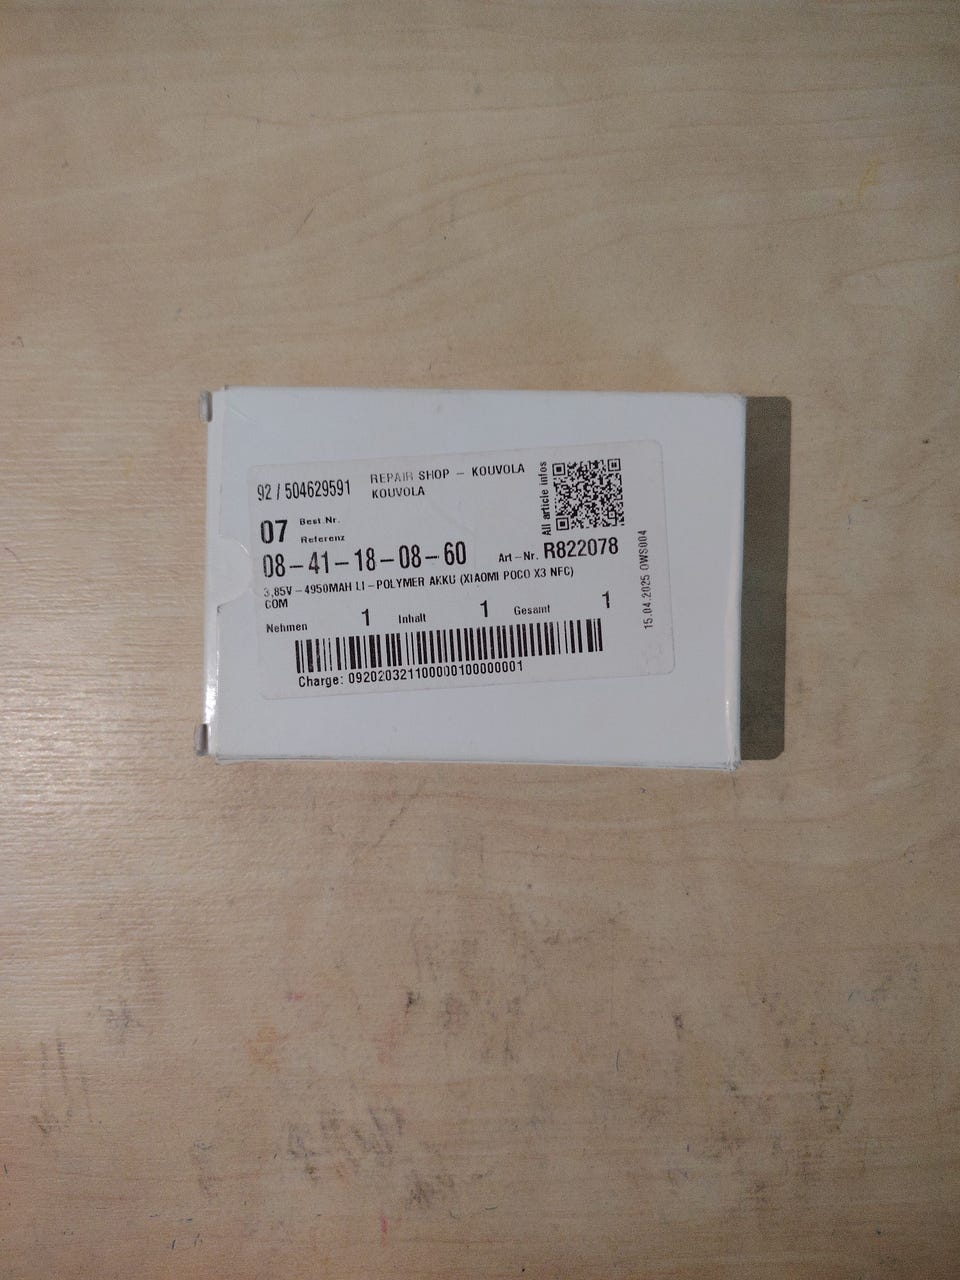 92 / 504629591
REPAIR SHOP – KOUVOLA
KOUVOLA
All article infos
07
Best.Nr.
Referenz
08–41–18–08–60
Art–Nr. R822078
3,85V –4950MAH LI–POLYMER AKKU (XIAOMI POCO X3 NFC)
COM
Nehmen 1 Inhalt 1 Gesamt 1
Charge: 092020321100000100000001
15.04.2025 OWS004